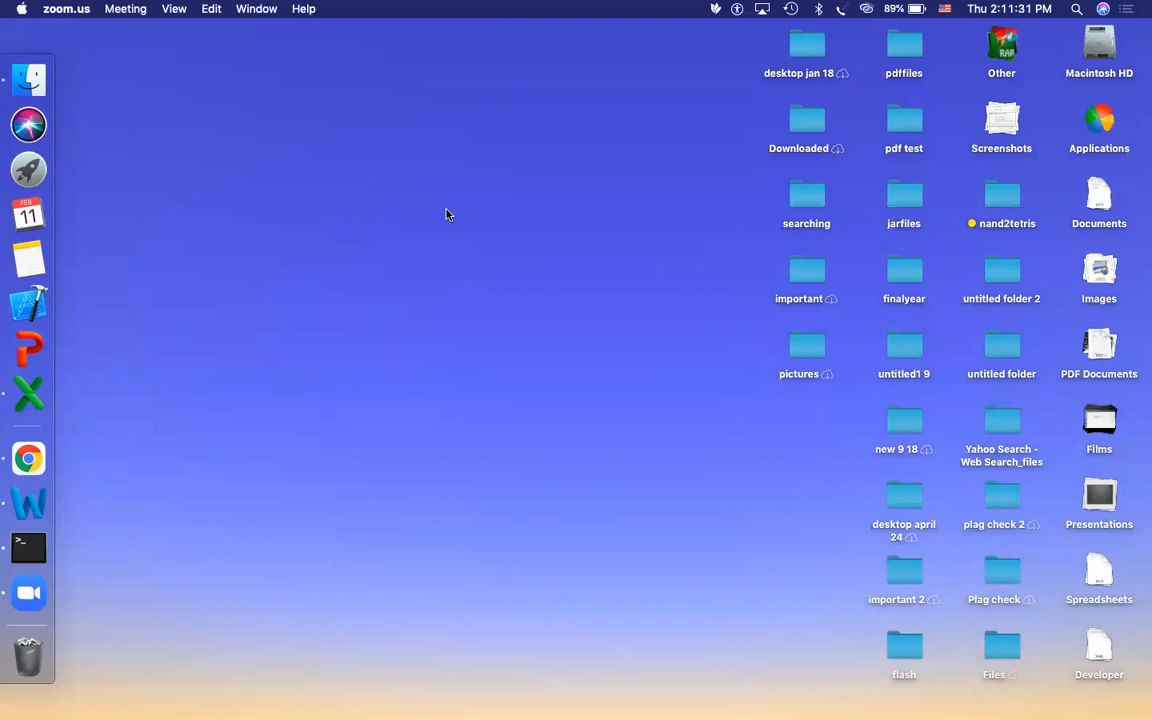 zoom.us Meeting View Edit Window Help 89% Thu 2:11:31 PM
desktop jan 18 pdffiles Other Macintosh HD
RAR
Downloaded pdf test Screenshots Applications
FEB
11
searching jarfiles nand2tetris Documents
important finalyear untitled folder 2 Images
pictures untitled1 9 untitled folder PDF Documents
new 9 18 Yahoo Search - Films
Web Search_files
desktop april plag check 2 Presentations
24
important 2 Plag check Spreadsheets
flash Files Developer